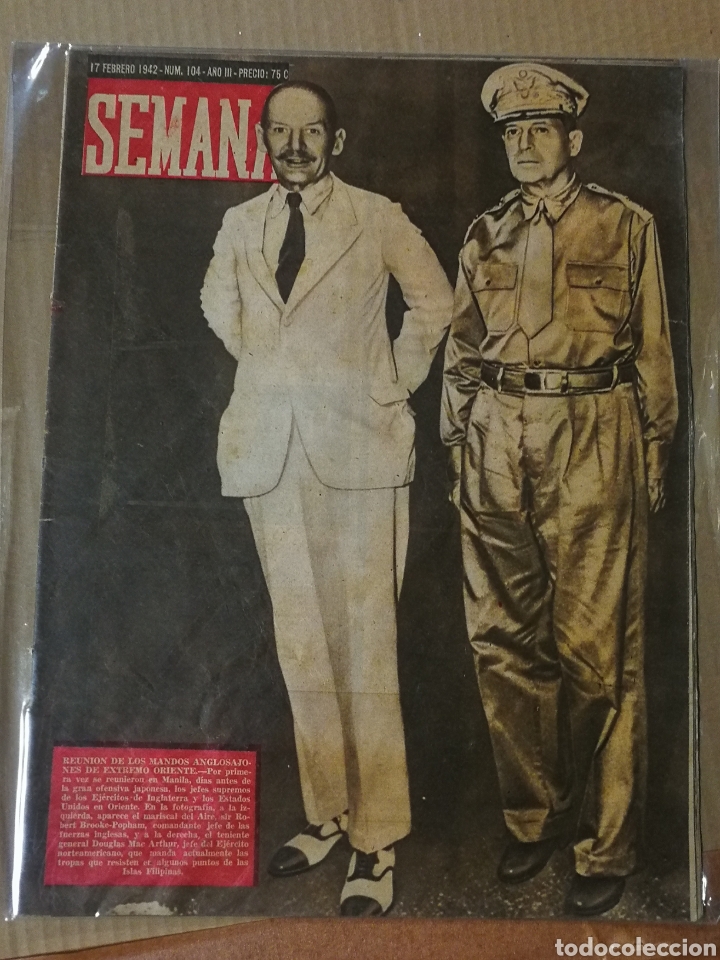 17 FEBRERO 1942 - NUM. 104 - AÑO III - PRECIO: 75 C
SEMANA
REUNION DE LOS MANDOS ANGLOSAJO-
NES DE EXTREMO ORIENTE.—Por prime-
ra vez se reunieron en Manila, días antes de
la gran ofensiva japonesa, los jefes supremos
de los Ejércitos de Inglaterra y los Estados
Unidos en Oriente. En la fotografía, a la iz-
quierda, aparece el mariscal del Aire, sir Ro-
bert Brooke-Popham, comandante jefe de las
fuerzas inglesas, y a la derecha, el teniente
general Douglas Mac Arthur, jefe del Ejército
norteamericano, que manda actualmente las
tropas que resisten en algunos puntos de las
Islas Filipinas.
todocoleccion